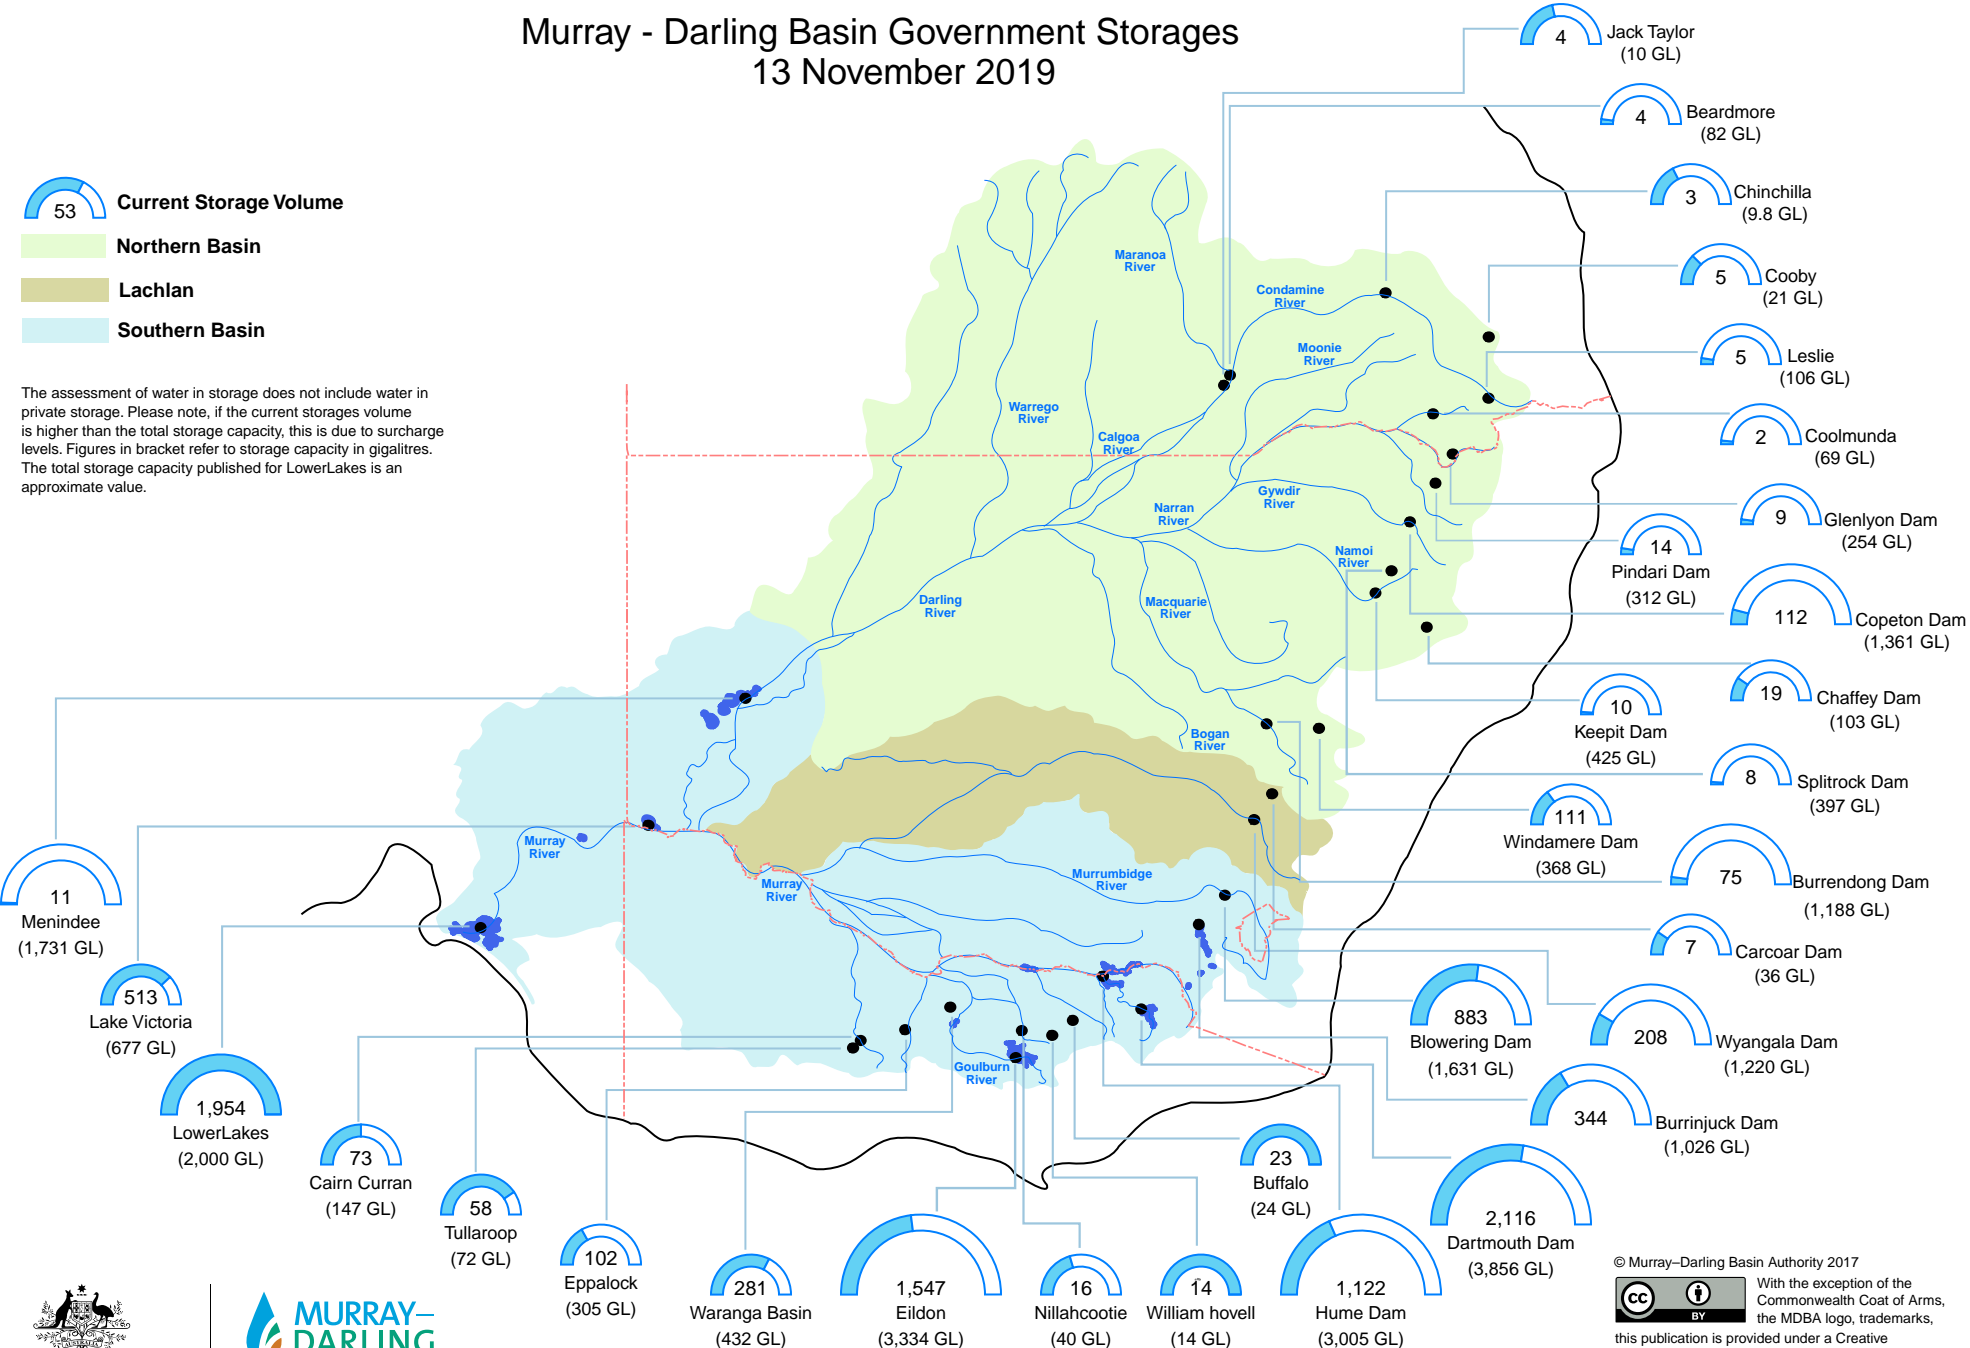 Murray - Darling Basin Government Storages
13 November 2019
53
Current Storage Volume
Northern Basin
Lachlan
Southern Basin
The assessment of water in storage does not include water in
private storage. Please note, if the current storages volume
is higher than the total storage capacity, this is due to surcharge
levels. Figures in bracket refer to storage capacity in gigalitres.
The total storage capacity published for LowerLakes is an
approximate value.
4
Jack Taylor
(10 GL)
4
Beardmore
(82 GL)
3
Chinchilla
(9.8 GL)
5
Cooby
(21 GL)
5
Leslie
(106 GL)
2
Coolmunda
(69 GL)
9
Glenlyon Dam
(254 GL)
14
Pindari Dam
(312 GL)
112
Copeton Dam
(1,361 GL)
19
Chaffey Dam
(103 GL)
10
Keepit Dam
(425 GL)
8
Splitrock Dam
(397 GL)
111
Windamere Dam
(368 GL)
75
Burrendong Dam
(1,188 GL)
7
Carcoar Dam
(36 GL)
883
Blowering Dam
(1,631 GL)
208
Wyangala Dam
(1,220 GL)
344
Burrinjuck Dam
(1,026 GL)
2,116
Dartmouth Dam
(3,856 GL)
Maranoa
River
Condamine
River
Moonie
River
Warrego
River
Calgoa
River
Gywdir
River
Narran
River
Namoi
River
Darling
River
Macquarie
River
Bogan
River
Murray
River
Murray
River
Murrumbidge
River
Goulburn
River
11
Menindee
(1,731 GL)
513
Lake Victoria
(677 GL)
1,954
LowerLakes
(2,000 GL)
73
Cairn Curran
(147 GL)
58
Tullaroop
(72 GL)
102
Eppalock
(305 GL)
281
Waranga Basin
(432 GL)
1,547
Eildon
(3,334 GL)
16
Nillahcootie
(40 GL)
14
William hovell
(14 GL)
23
Buffalo
(24 GL)
1,122
Hume Dam
(3,005 GL)
MURRAY–
DARLING
© Murray–Darling Basin Authority 2017
cc
BY
With the exception of the
Commonwealth Coat of Arms,
the MDBA logo, trademarks,
this publication is provided under a Creative